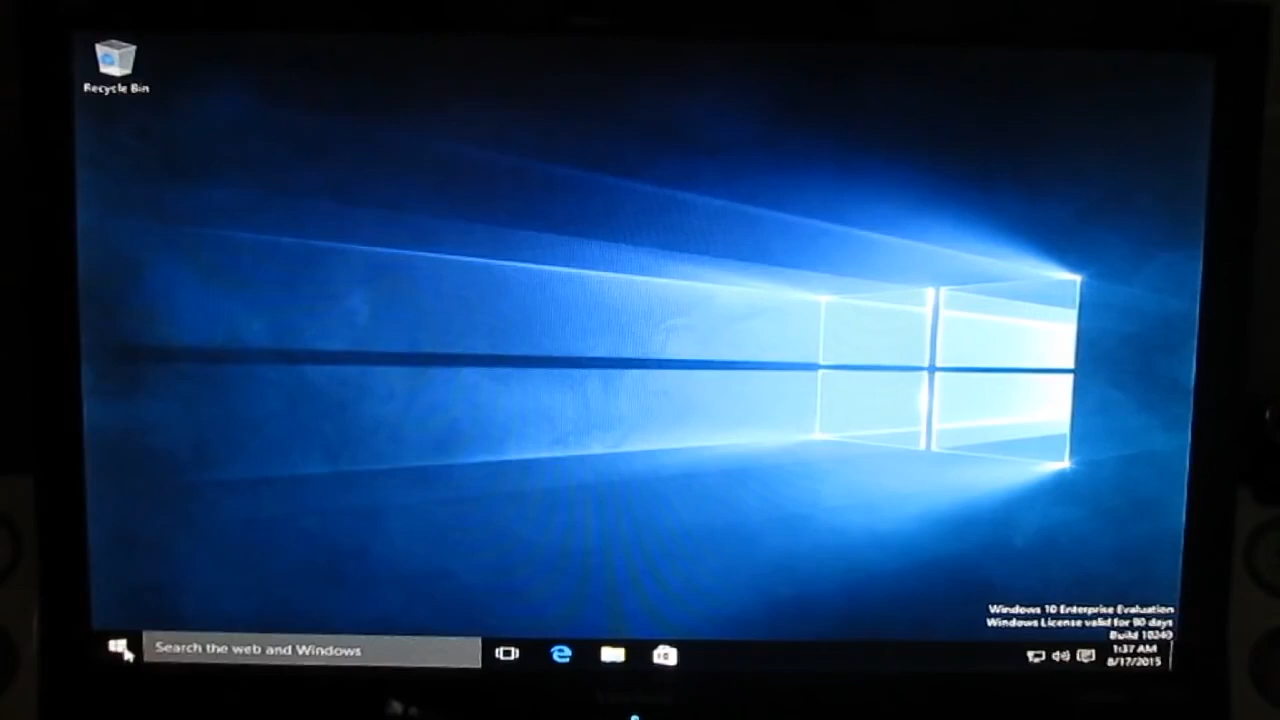 Recycle Bin
Windows 10 Enterprise Evaluation
Windows License valid for 90 days
Build 10240
Search the web and Windows
1:37 AM
8/17/2015